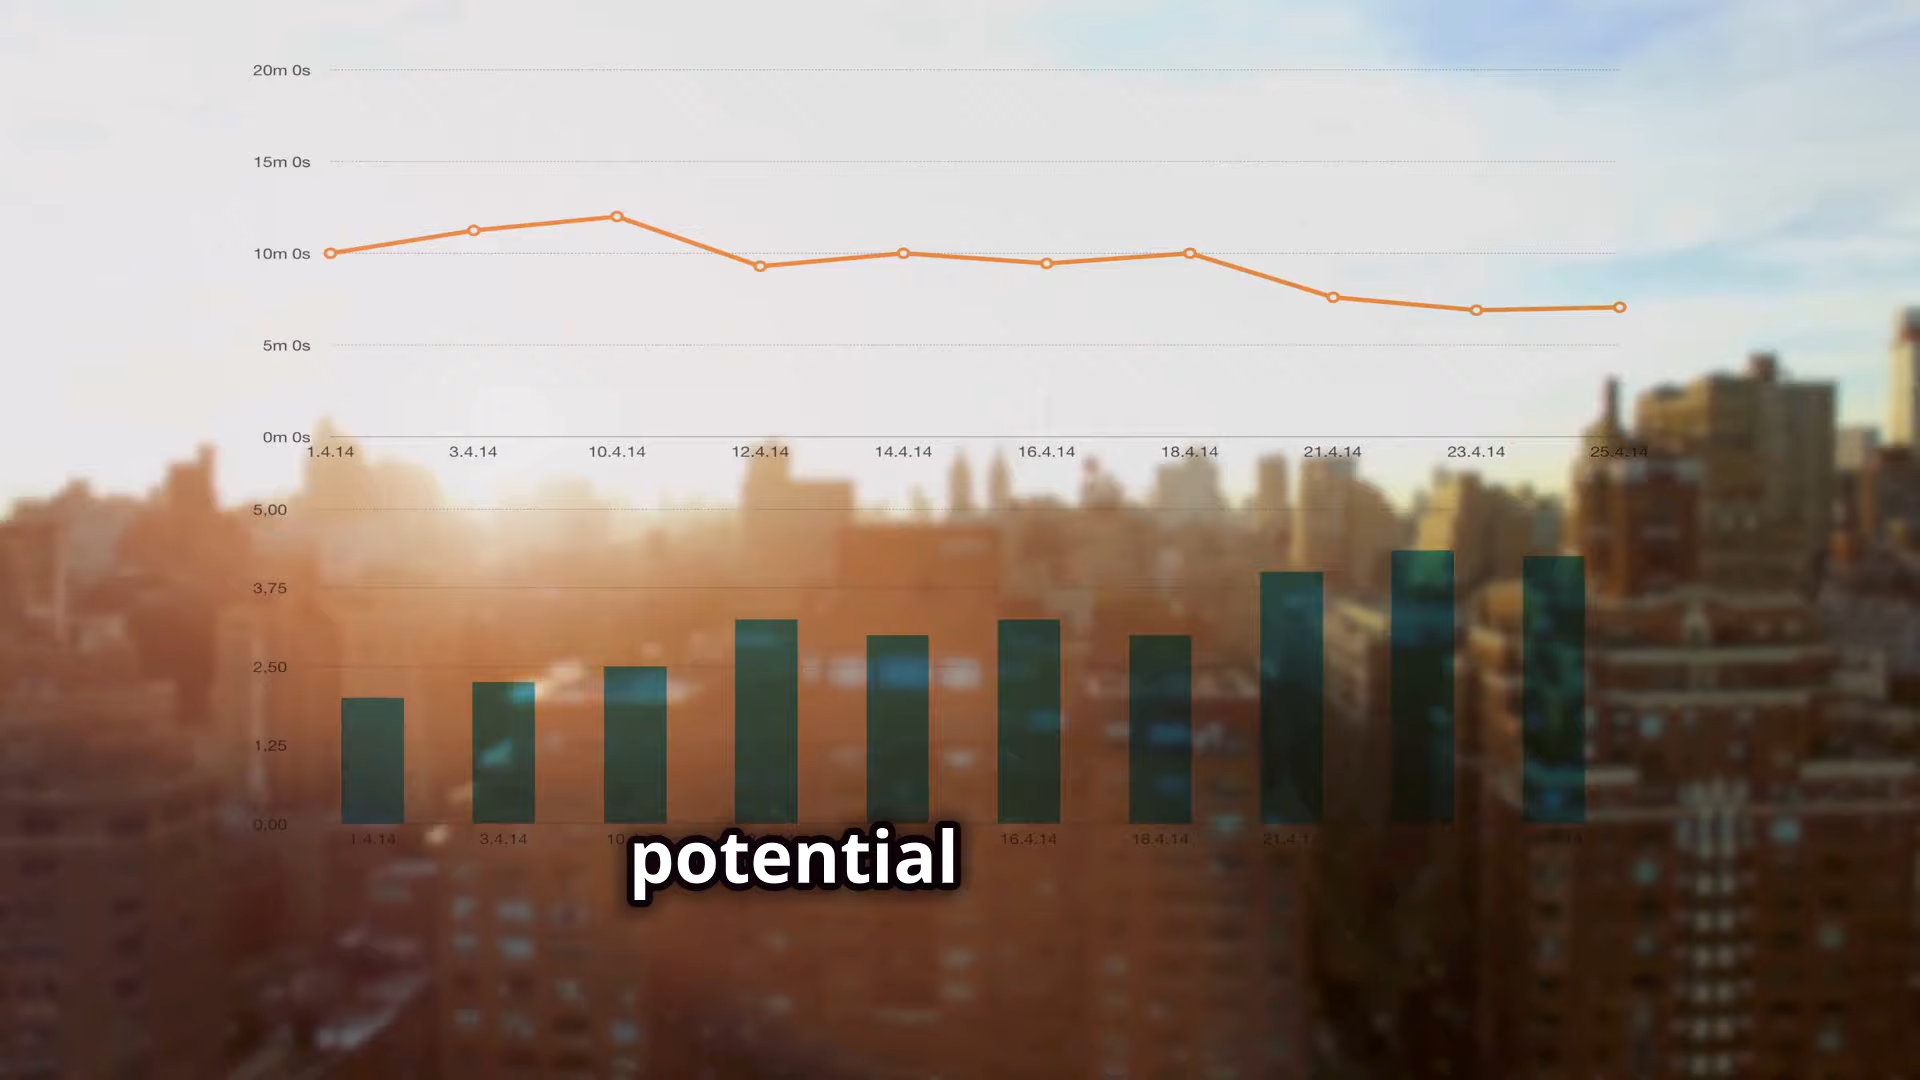 20m 0s
15m 0s
10m 0s
5m 0s
0m 0s
1.4.14 3.4.14 10.4.14 12.4.14 14.4.14 16.4.14 18.4.14 21.4.14 23.4.14 25.4.14
5,00
3,75
2,50
1,25
0,00
1.4.14 3.4.14 16.4.14 18.4.14
potential